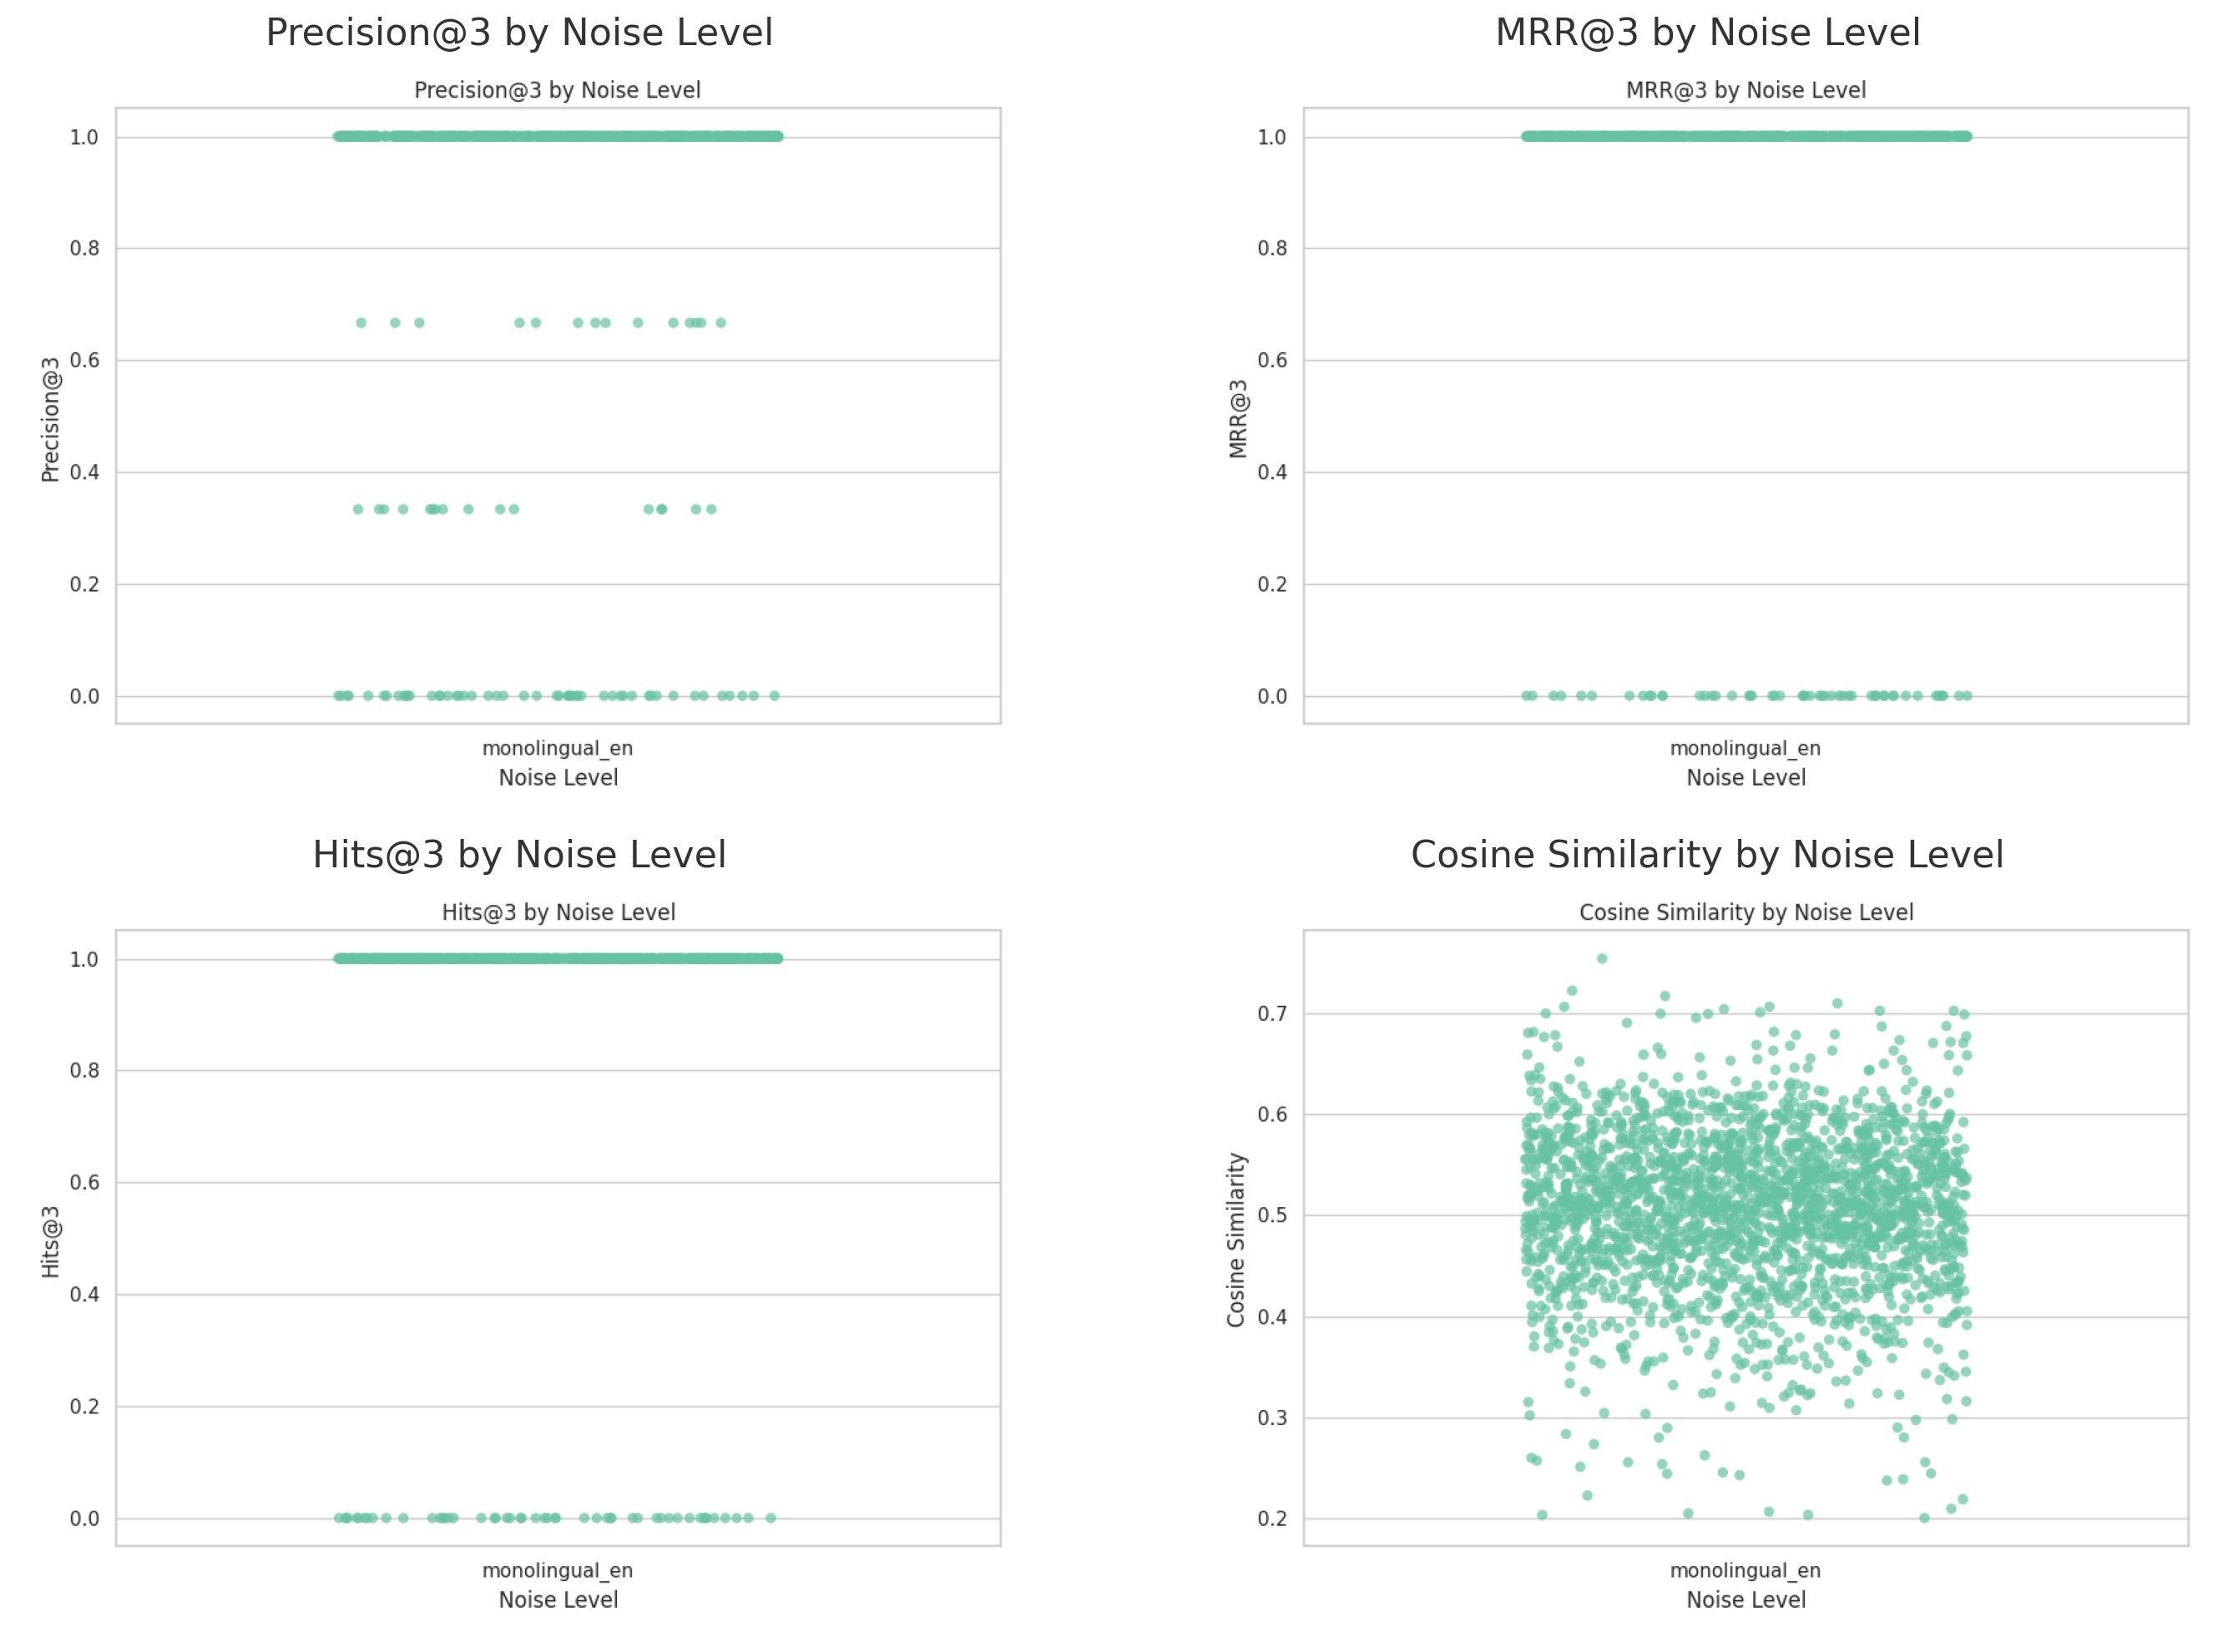 Precision@3 by Noise Level
Precision@3 by Noise Level
1.0
0.8
0.6
0.4
0.2
0.0
Precision@3
monolingual_en
Noise Level
MRR@3 by Noise Level
MRR@3 by Noise Level
1.0
0.8
0.6
0.4
0.2
0.0
MRR@3
monolingual_en
Noise Level
Hits@3 by Noise Level
Hits@3 by Noise Level
1.0
0.8
0.6
0.4
0.2
0.0
Hits@3
monolingual_en
Noise Level
Cosine Similarity by Noise Level
Cosine Similarity by Noise Level
0.7
0.6
0.5
0.4
0.3
0.2
Cosine Similarity
monolingual_en
Noise Level